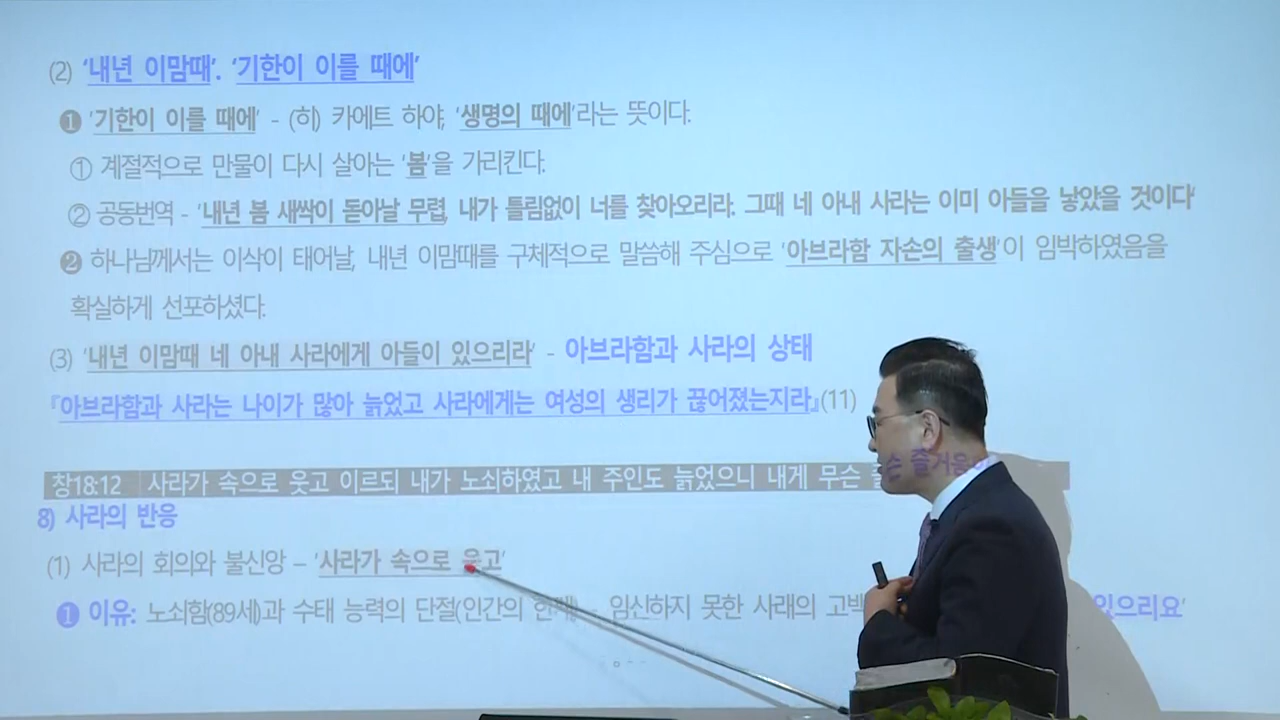 (2) '내년 이맘때'. '기한이 이를 때에'
❶ '기한이 이를 때에' - (히) 카에트 하야, '생명의 때에'라는 뜻이다.
① 계절적으로 만물이 다시 살아는 '봄'을 가리킨다.
② 공동번역 - '내년 봄 새싹이 돋아날 무렵, 내가 틀림없이 너를 찾아오리라. 그때 네 아내 사라는 이미 아들을 낳았을 것이다'
❷ 하나님께서는 이삭이 태어날, 내년 이맘때를 구체적으로 말씀해 주심으로 '아브라함 자손의 출생'이 임박하였음을
확실하게 선포하셨다.
(3) '내년 이맘때 네 아내 사라에게 아들이 있으리라' - 아브라함과 사라의 상태
『아브라함과 사라는 나이가 많아 늙었고 사라에게는 여성의 생리가 끊어졌는지라』(11)
창18:12 사라가 속으로 웃고 이르되 내가 노쇠하였고 내 주인도 늙었으니 내게 무슨 즐거움이
8) 사라의 반응
(1) 사라의 회의와 불신앙 – '사라가 속으로 웃고'
❶ 이유: 노쇠함(89세)과 수태 능력의 단절(인간의 한계) – 임신하지 못한 사래의 고백 있으리요'